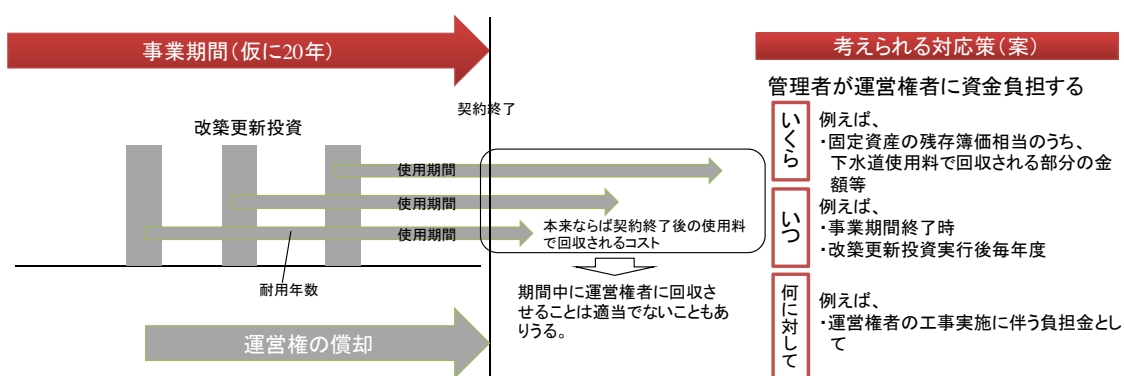 事業期間(仮に20年)
契約終了
改築更新投資
使用期間
使用期間
使用期間
本来ならば契約終了後の使用料
で回収されるコスト
耐用年数
期間中に運営権者に回収さ
せることは適当でないこともあ
りうる。
運営権の償却
考えられる対応策(案)
管理者が運営権者に資金負担する
いくら
例えば、
・固定資産の残存簿価相当のうち、
下水道使用料で回収される部分の金
額等
いつ
例えば、
・事業期間終了時
・改築更新投資実行後毎年度
何に対して
例えば、
・運営権者の工事実施に伴う負担金とし
て